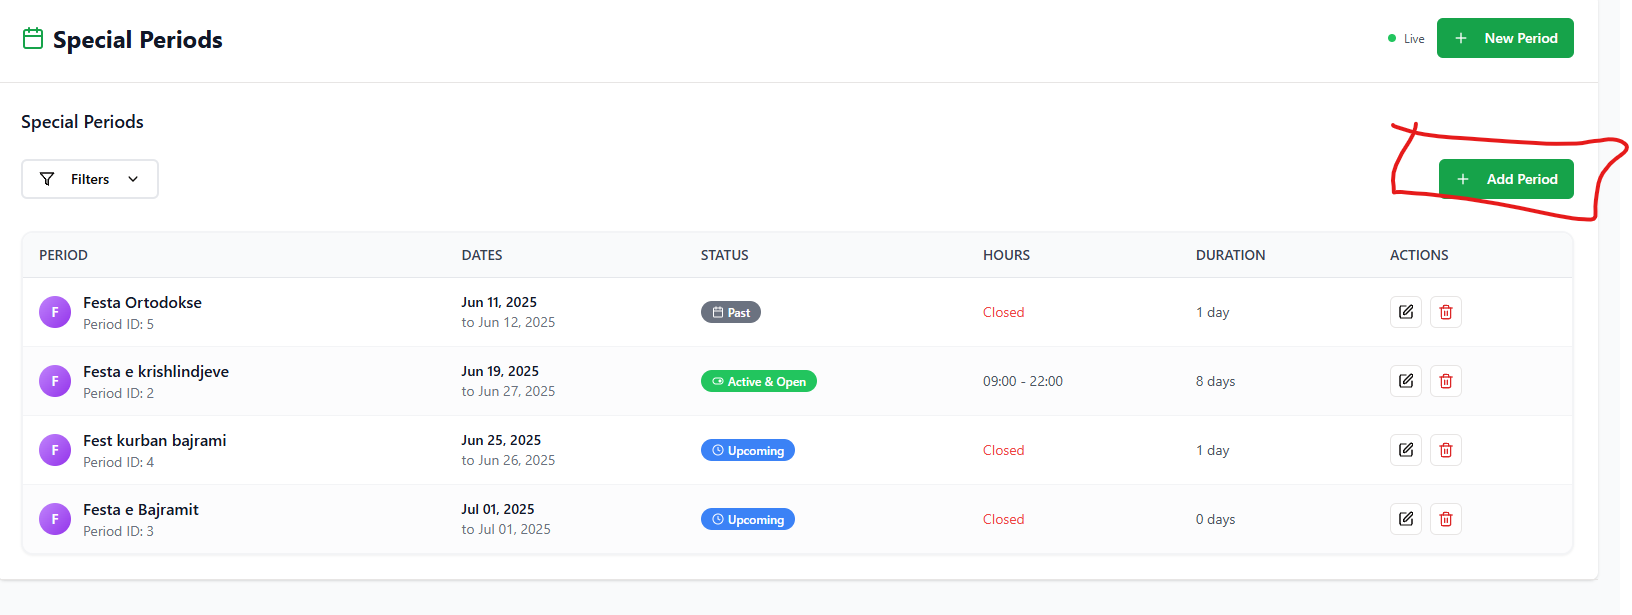 Special Periods
Live
+ New Period
Special Periods
Filters
+ Add Period
PERIOD DATES STATUS HOURS DURATION ACTIONS
F Festa Ortodokse Jun 11, 2025 Past Closed 1 day
Period ID: 5 to Jun 12, 2025
F Festa e krishlindjeve Jun 19, 2025 Active & Open 09:00 - 22:00 8 days
Period ID: 2 to Jun 27, 2025
F Fest kurban bajrami Jun 25, 2025 Upcoming Closed 1 day
Period ID: 4 to Jun 26, 2025
F Festa e Bajramit Jul 01, 2025 Upcoming Closed 0 days
Period ID: 3 to Jul 01, 2025